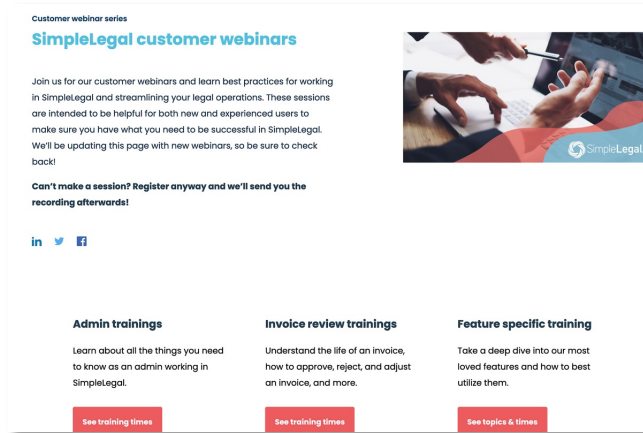 Customer webinar series
SimpleLegal customer webinars
Join us for our customer webinars and learn best practices for working
in SimpleLegal and streamlining your legal operations. These sessions
are intended to be helpful for both new and experienced users to
make sure you have what you need to be successful in SimpleLegal.
We'll be updating this page with new webinars, so be sure to check
back!
Can't make a session? Register anyway and we'll send you the
recording afterwards!
SimpleLegal
in
Admin trainings
Learn about all the things you need
to know as an admin working in
SimpleLegal.
See training times
Invoice review trainings
Understand the life of an invoice,
how to approve, reject, and adjust
an invoice, and more.
See training times
Feature specific training
Take a deep dive into our most
loved features and how to best
utilize them.
See topics & times